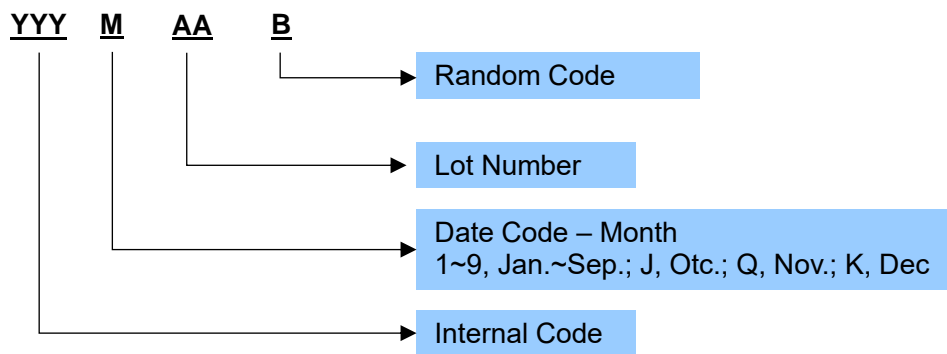 YYY M AA B
Random Code
Lot Number
Date Code – Month
1~9, Jan.~Sep.; J, Otc.; Q, Nov.; K, Dec
Internal Code